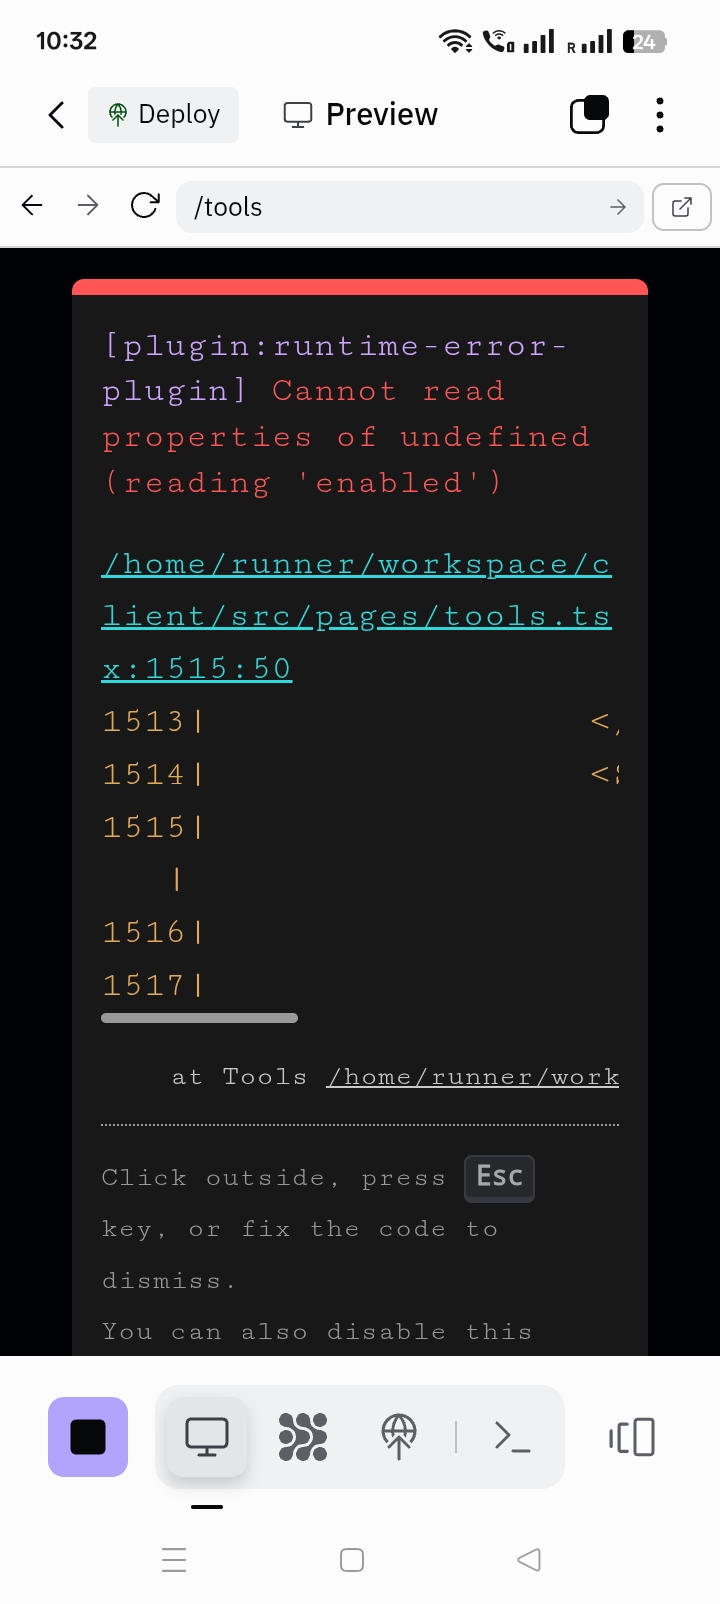 10:32
R 24
Deploy
Preview
/tools
[plugin:runtime-error-
plugin] Cannot read
properties of undefined
(reading 'enabled')
/home/runner/workspace/c
lient/src/pages/tools.ts
x:1515:50
1513| <
1514| <
1515|
|
1516|
1517|
at Tools /home/runner/work
Click outside, press Esc
key, or fix the code to
dismiss.
You can also disable this